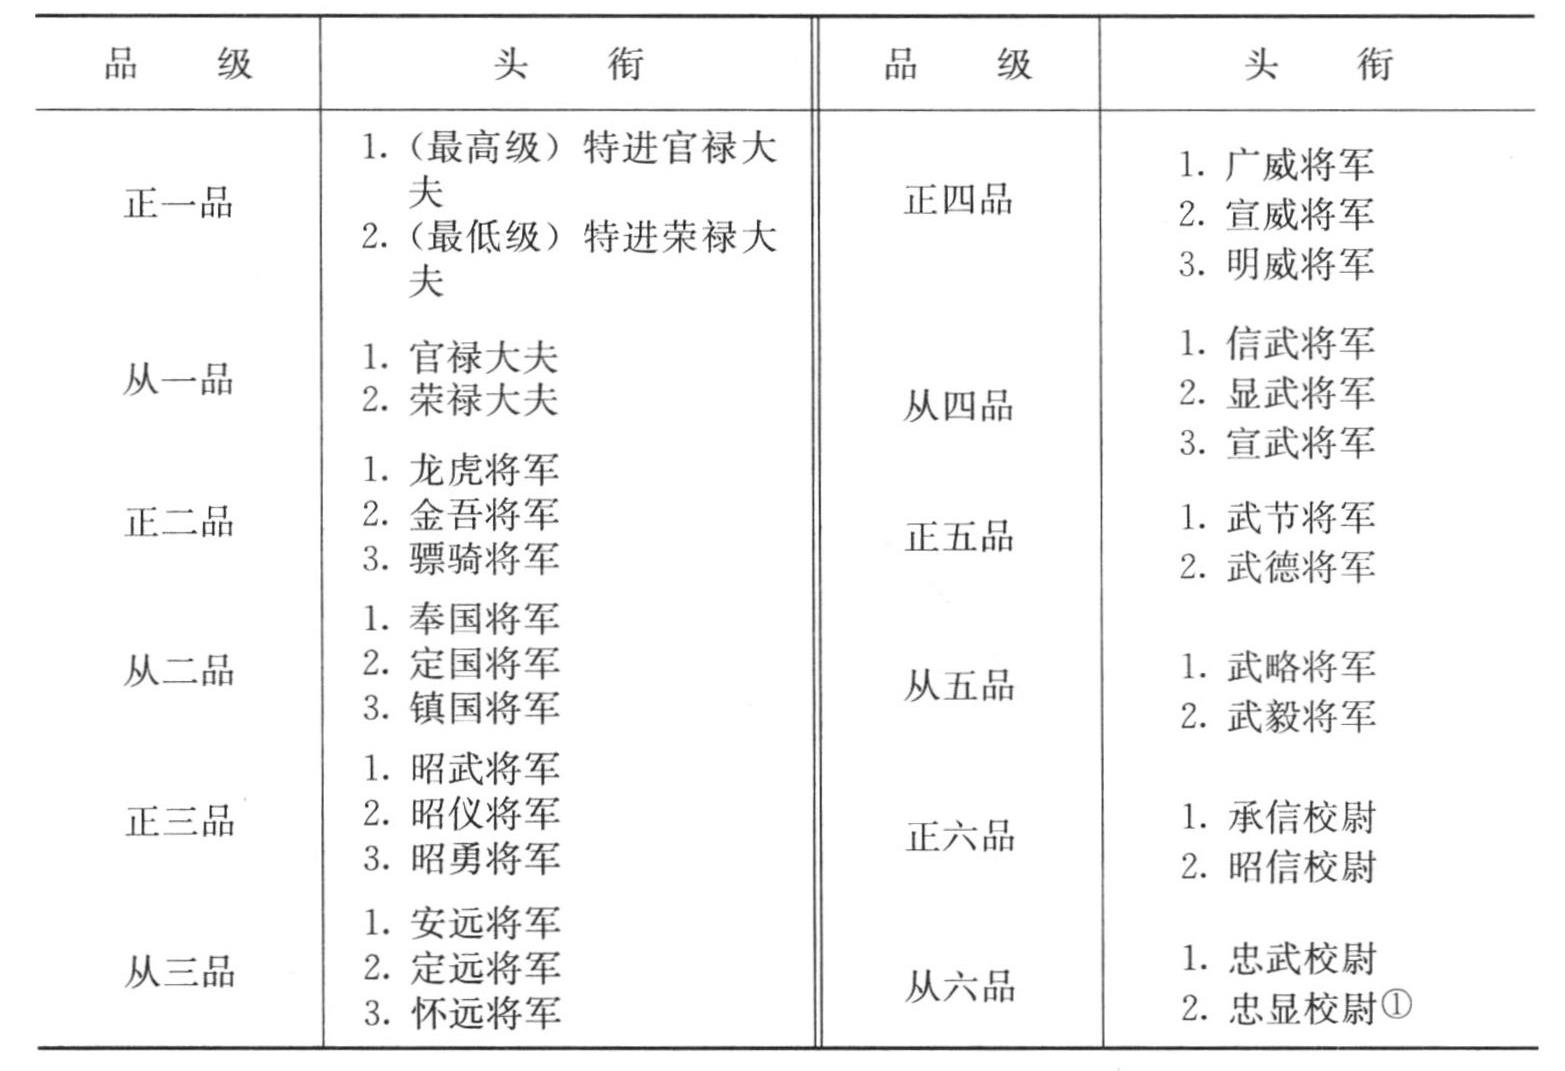 品 级
头 衔
品 级
头 衔
正一品
1. (最高级) 特进官禄大
夫
2. (最低级) 特进荣禄大
夫
从一品
1. 官禄大夫
2. 荣禄大夫
正二品
1. 龙虎将军
2. 金吾将军
3. 骠骑将军
从二品
1. 奉国将军
2. 定国将军
3. 镇国将军
正三品
1. 昭武将军
2. 昭仪将军
3. 昭勇将军
从三品
1. 安远将军
2. 定远将军
3. 怀远将军
正四品
1. 广威将军
2. 宣威将军
3. 明威将军
从四品
1. 信武将军
2. 显武将军
3. 宣武将军
正五品
1. 武节将军
2. 武德将军
从五品
1. 武略将军
2. 武毅将军
正六品
1. 承信校尉
2. 昭信校尉
从六品
1. 忠武校尉
2. 忠显校尉①